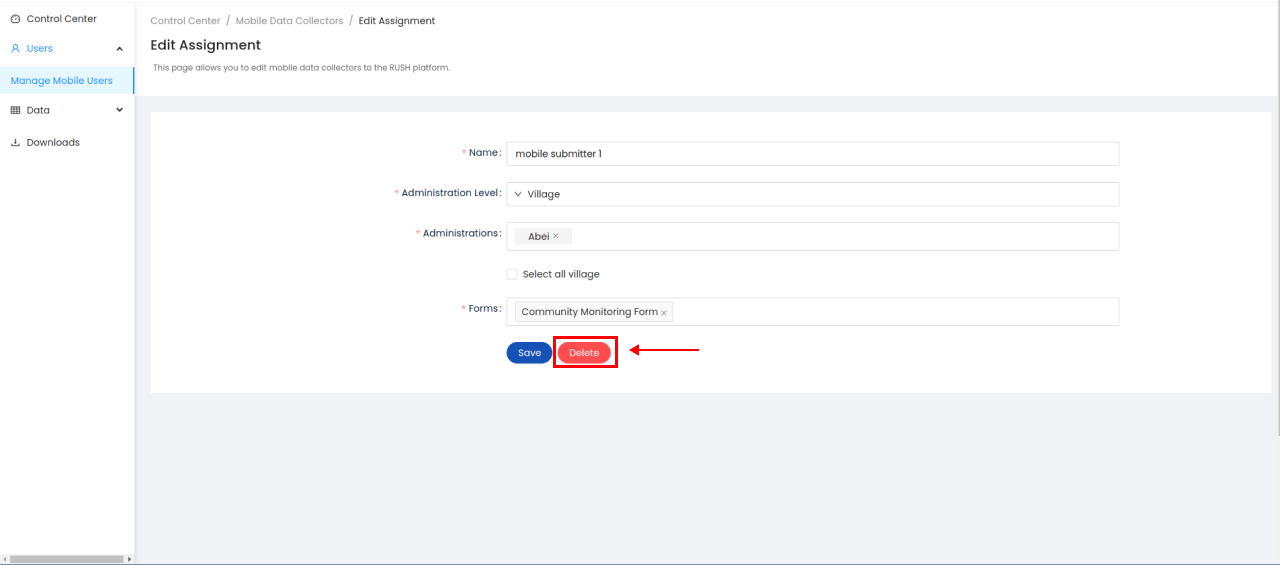 Control Center
Users
Manage Mobile Users
Data
Downloads
Control Center / Mobile Data Collectors / Edit Assignment
Edit Assignment
This page allows you to edit mobile data collectors to the RUSH platform.
* Name: mobile submitter 1
* Administration Level: Village
* Administrations: Abei ×
Select all village
* Forms: Community Monitoring Form ×
Save Delete